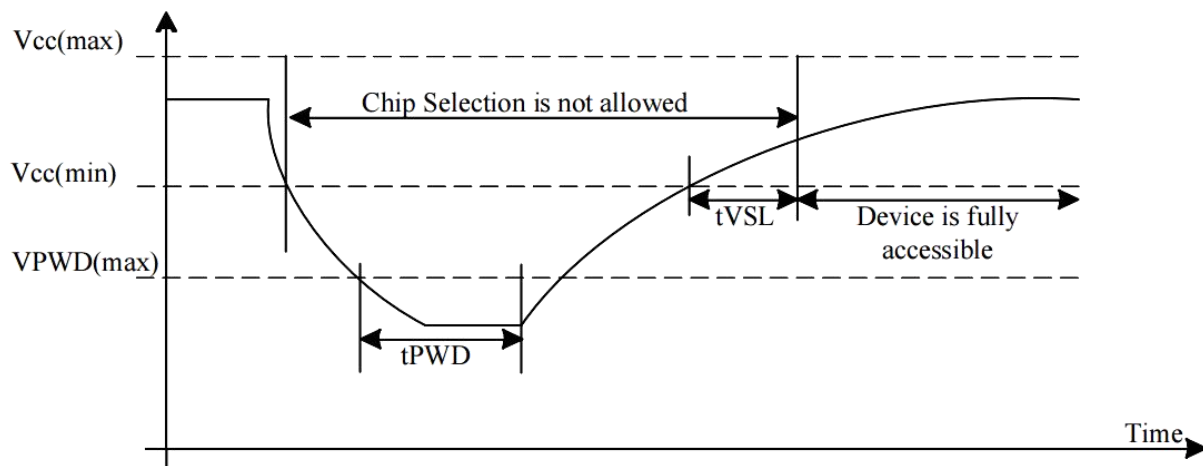 Vcc(max)
Chip Selection is not allowed
Vcc(min)
tVSL
Device is fully
accessible
VPWD(max)
tPWD
Time